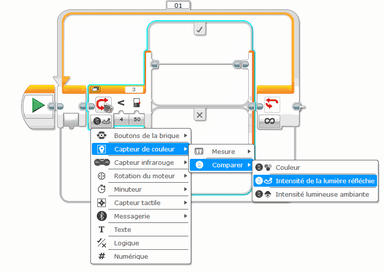 01
3
4 50
Boutons de la brique
Capteur de couleur
Capteur infrarouge
Rotation du moteur
Minuteur
Capteur tactile
Messagerie
Texte
Logique
Numérique
Mesure
Comparer
Couleur
Intensité de la lumière réfléchie
Intensité lumineuse ambiante